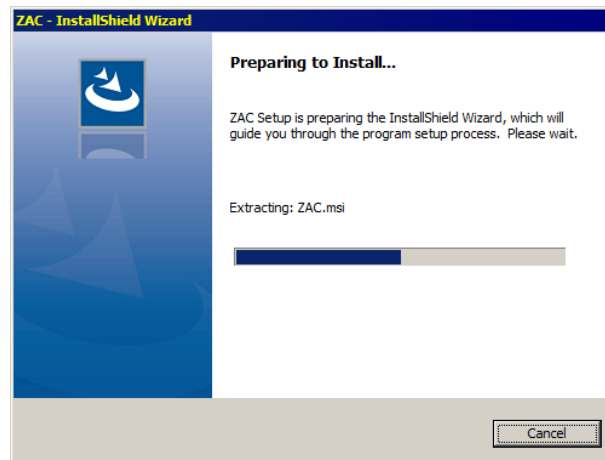 ZAC - InstallShield Wizard
Preparing to Install...
ZAC Setup is preparing the InstallShield Wizard, which will
guide you through the program setup process. Please wait.
Extracting: ZAC.msi
Cancel